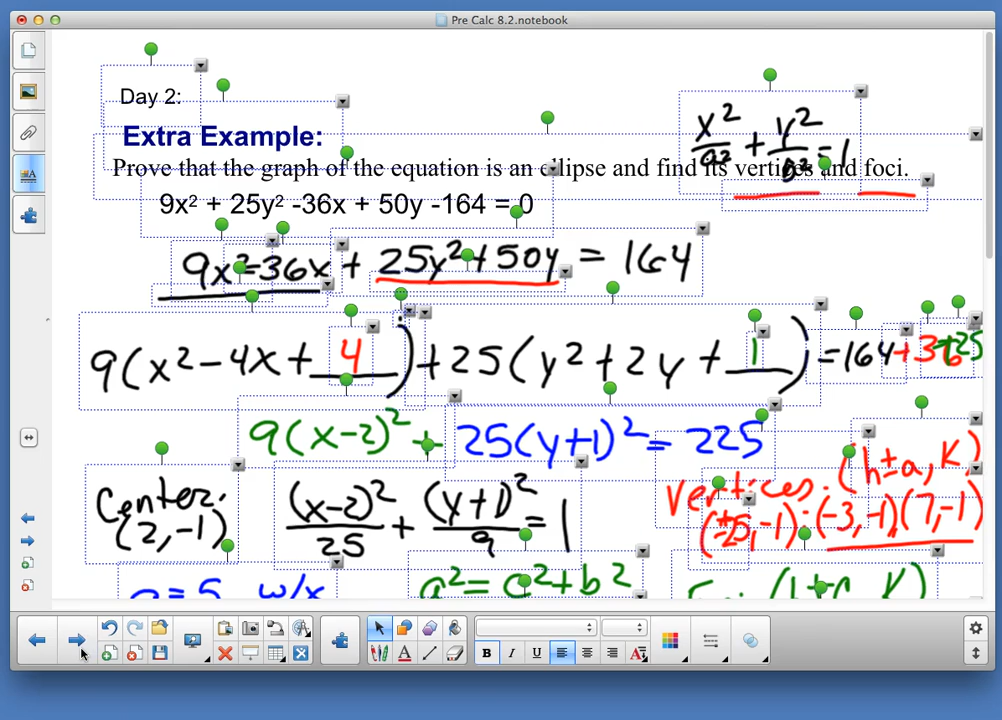 Pre Calc 8.2.notebook
Day 2:
x² / a² + y² / b² = 1
Extra Example:
Prove that the graph of the equation is an ellipse and find its vertices and foci.
9x² + 25y² -36x + 50y -164 = 0
9x² - 36x + 25y² + 50y = 164
9(x² - 4x + 4) + 25(y² + 2y + 1) = 164 + 36 + 25
9(x-2)² + 25(y+1)² = 225
Center:
(2,-1)
(x-2)² / 25 + (y+1)² / 9 = 1
vertices: (h±a, K)
(-3,-1)(7,-1)
a = 5 w/x
a² = c² + b²
B I U